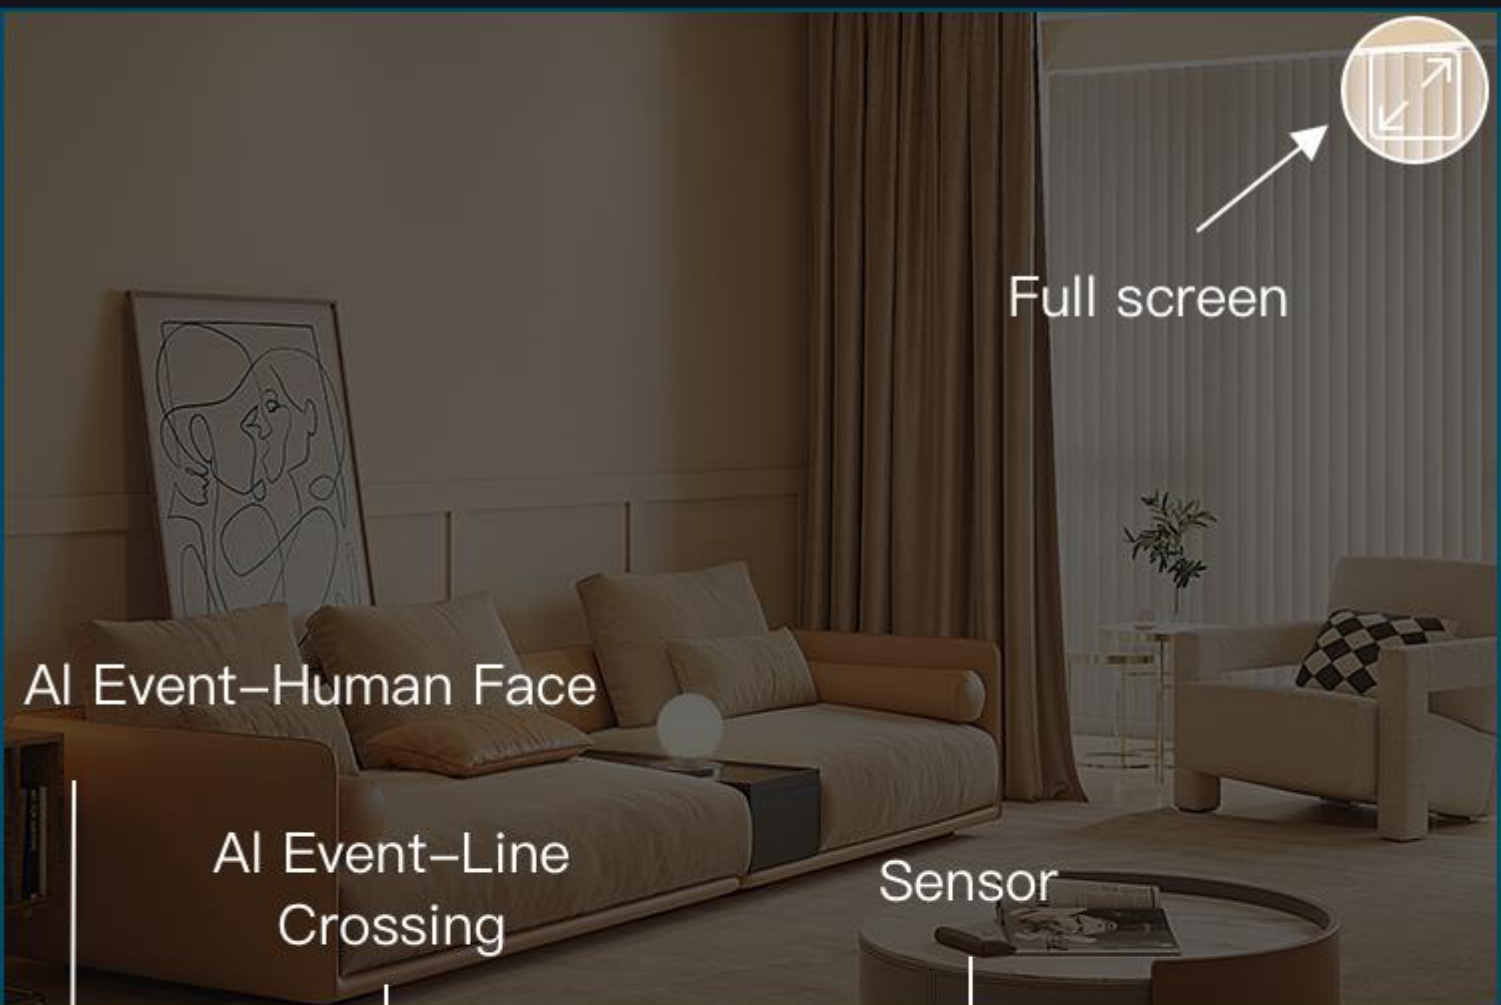 Full screen
AI Event–Human Face
AI Event–Line
Crossing
Sensor